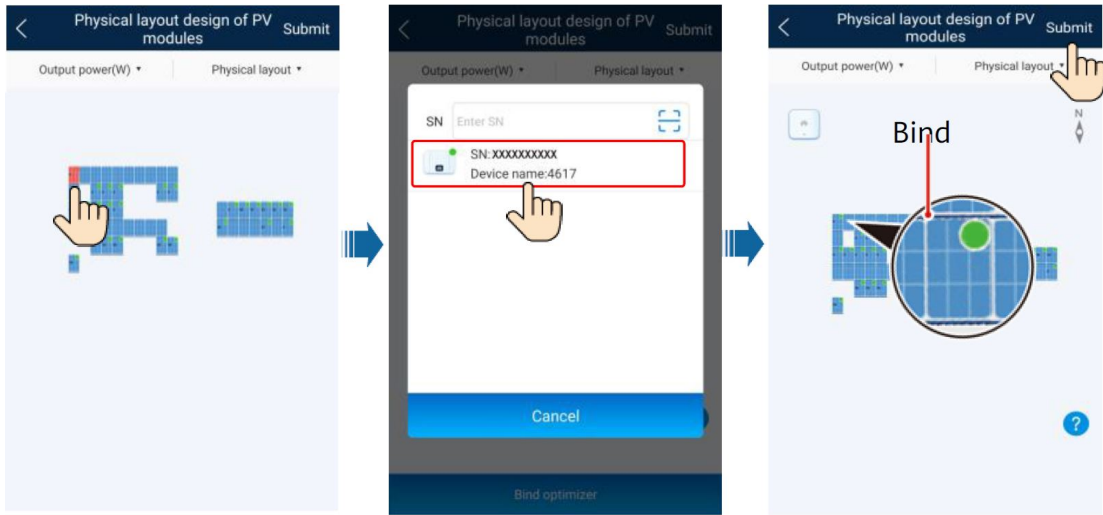 Physical layout design of PV
modules
Submit
Output power(W)
Physical layout
Physical layout design of PV
modules
Submit
Output power(W)
Physical layout
SN
Enter SN
SN:XXXXXXXXXX
Device name:4617
Cancel
Bind optimizer
Physical layout design of PV
modules
Submit
Output power(W)
Physical layout
N
Bind
?